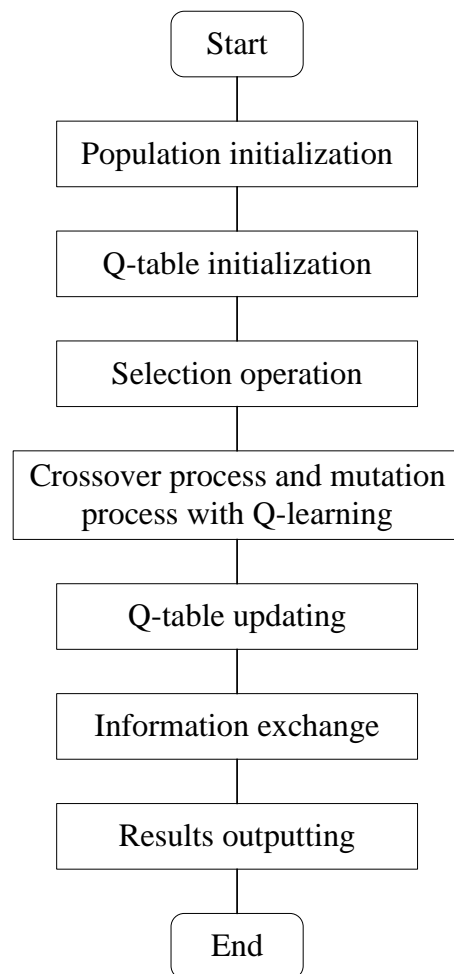 Start
Population initialization
Q-table initialization
Selection operation
Crossover process and mutation
process with Q-learning
Q-table updating
Information exchange
Results outputting
End